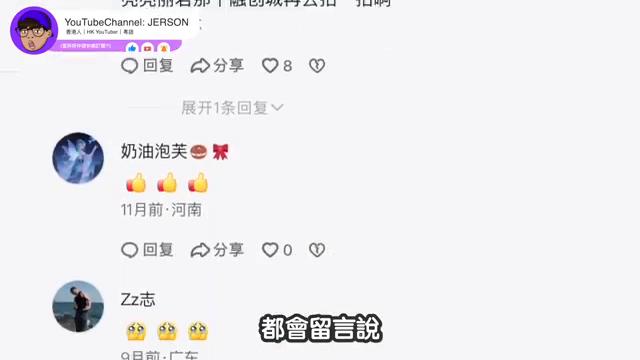 YouTubeChannel: JERSON
香港人｜HK YouTuber｜粵語
回复 分享 8
展开1条回复
奶油泡芙
11月前·河南
回复 分享 0
Zz志
都會留言說
9月前·广东